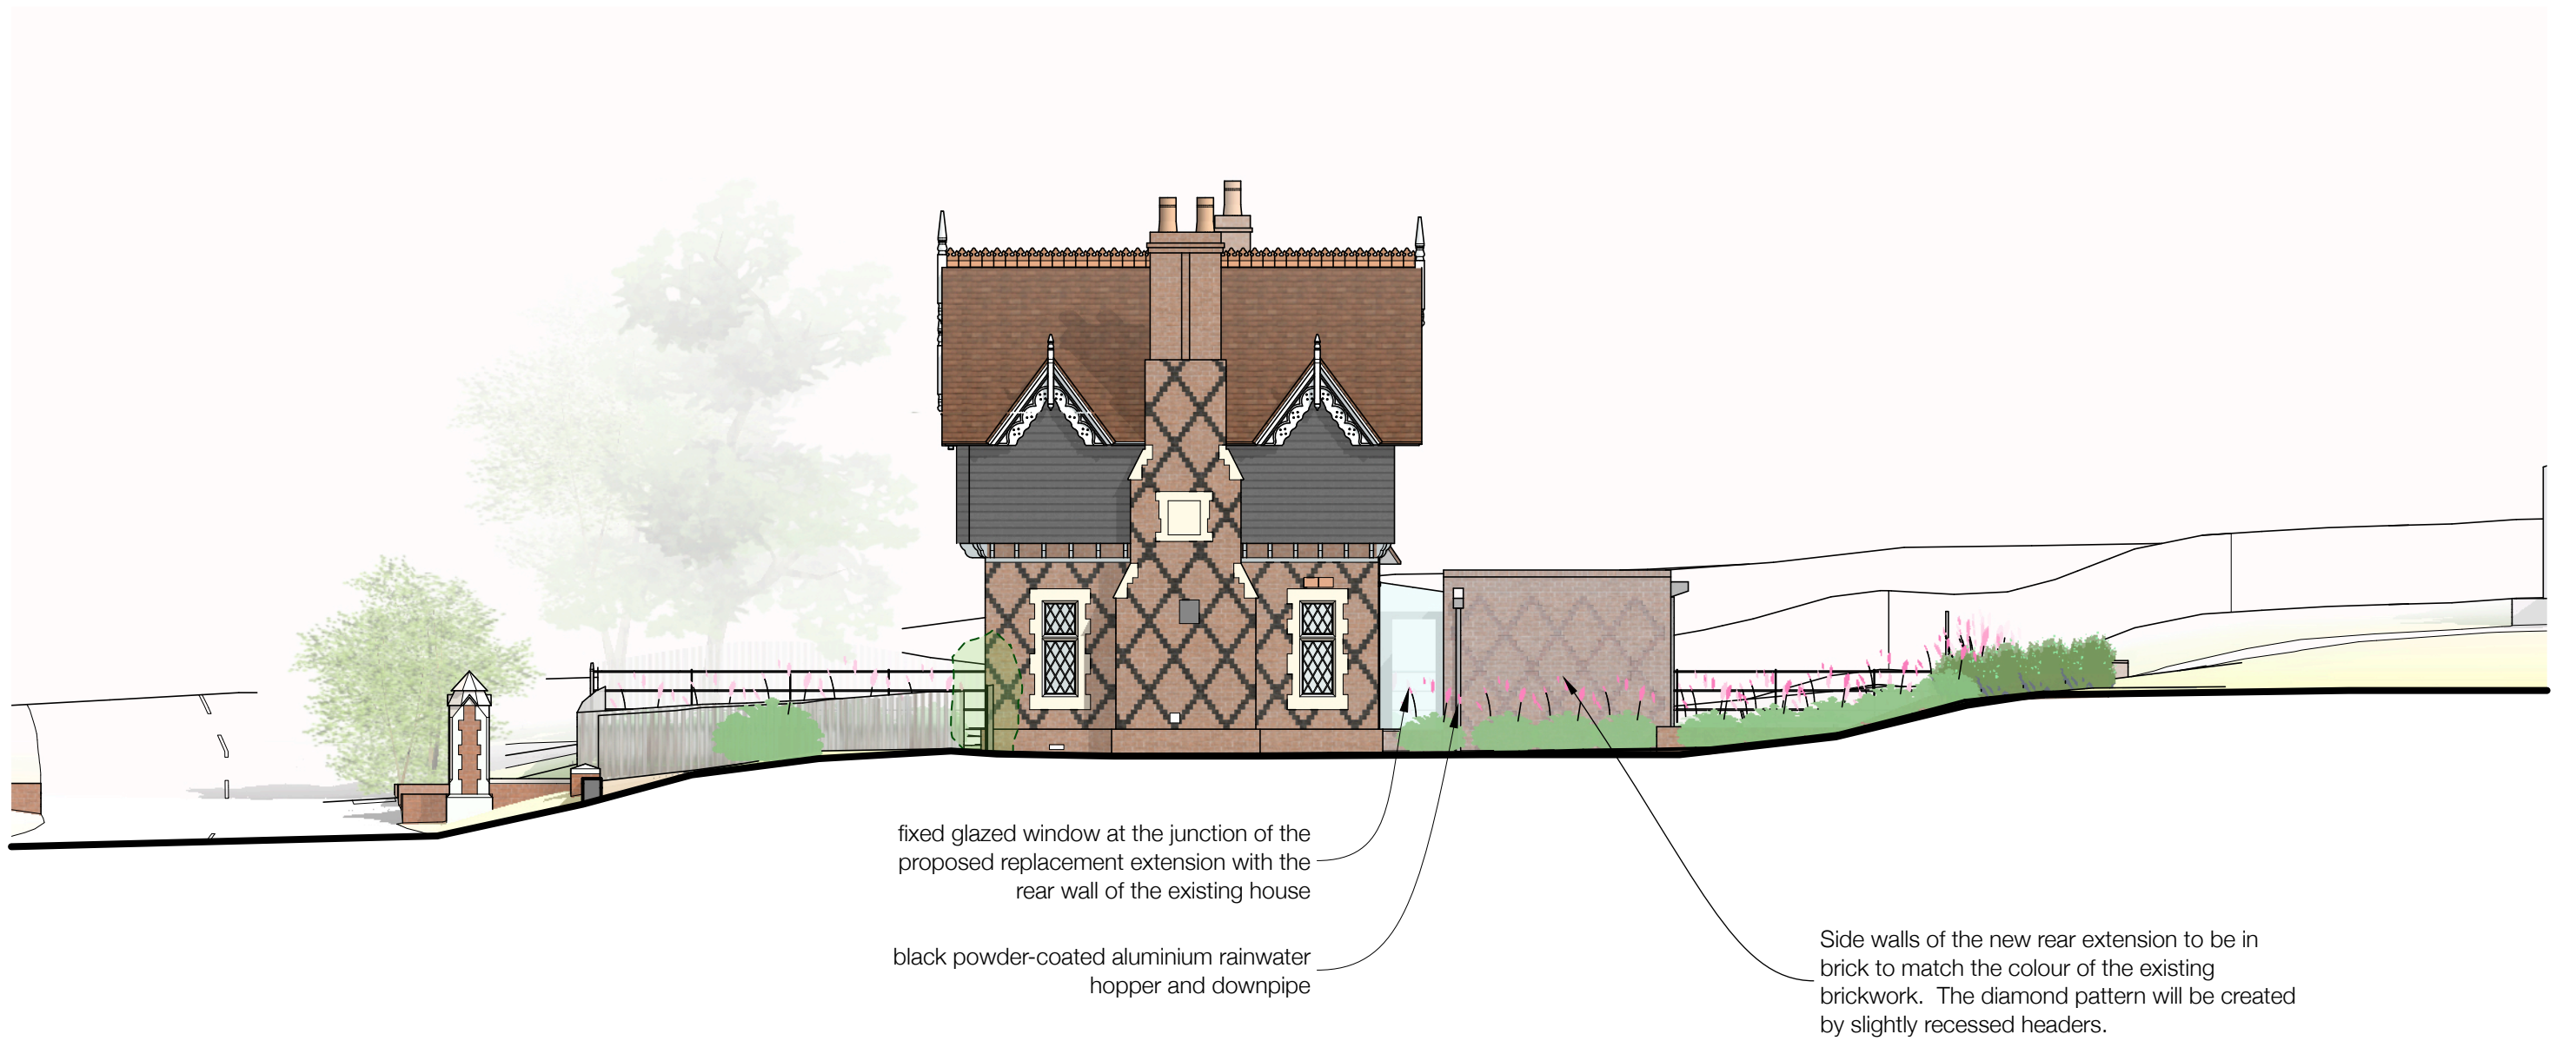 fixed glazed window at the junction of the
proposed replacement extension with the
rear wall of the existing house
black powder-coated aluminium rainwater
hopper and downpipe
Side walls of the new rear extension to be in
brick to match the colour of the existing
brickwork.  The diamond pattern will be created
by slightly recessed headers.